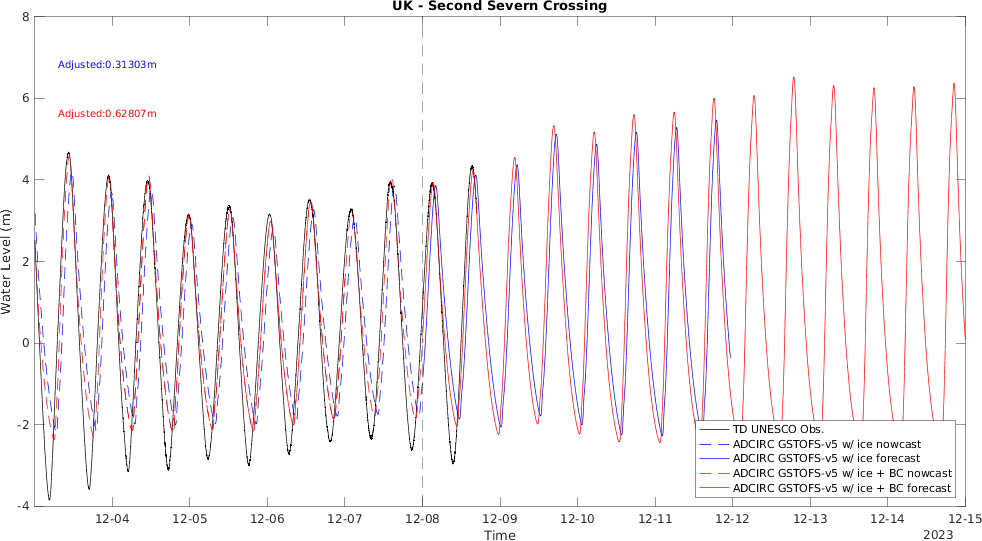 UK - Second Severn Crossing
8
6
4
2
0
-2
-4
Water Level (m)
Adjusted:0.31303m
Adjusted:0.62807m
TD UNESCO Obs.
ADCIRC GSTOFS-v5 w/ ice nowcast
ADCIRC GSTOFS-v5 w/ ice forecast
ADCIRC GSTOFS-v5 w/ ice + BC nowcast
ADCIRC GSTOFS-v5 w/ ice + BC forecast
12-04 12-05 12-06 12-07 12-08 12-09 12-10 12-11 12-12 12-13 12-14 12-15
Time
2023